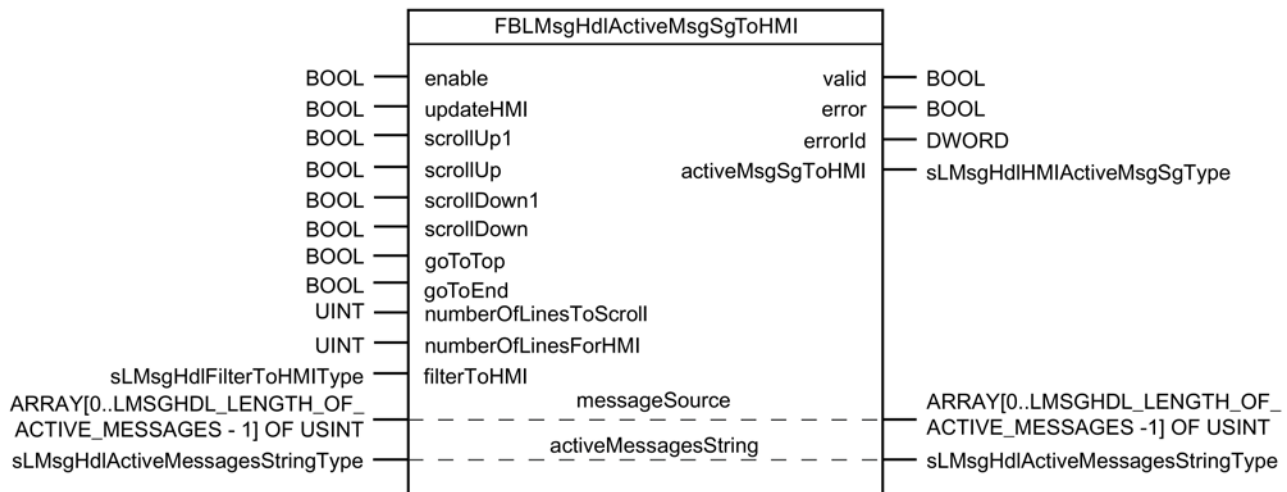 FBLMsgHdlActiveMsgSgToHMI
BOOL enable valid BOOL
BOOL updateHMI error BOOL
BOOL scrollUp1 errorId DWORD
BOOL scrollUp activeMsgSgToHMI sLMsgHdlHMIActiveMsgSgType
BOOL scrollDown1
BOOL scrollDown
BOOL goToTop
BOOL goToEnd
UINT numberOfLinesToScroll
UINT numberOfLinesForHMI
sLMsgHdlFilterToHMIType filterToHMI
ARRAY[0..LMSGHDL_LENGTH_OF_ messageSource ARRAY[0..LMSGHDL_LENGTH_OF_
ACTIVE_MESSAGES - 1] OF USINT ACTIVE_MESSAGES -1] OF USINT
sLMsgHdlActiveMessagesStringType activeMessagesString sLMsgHdlActiveMessagesStringType